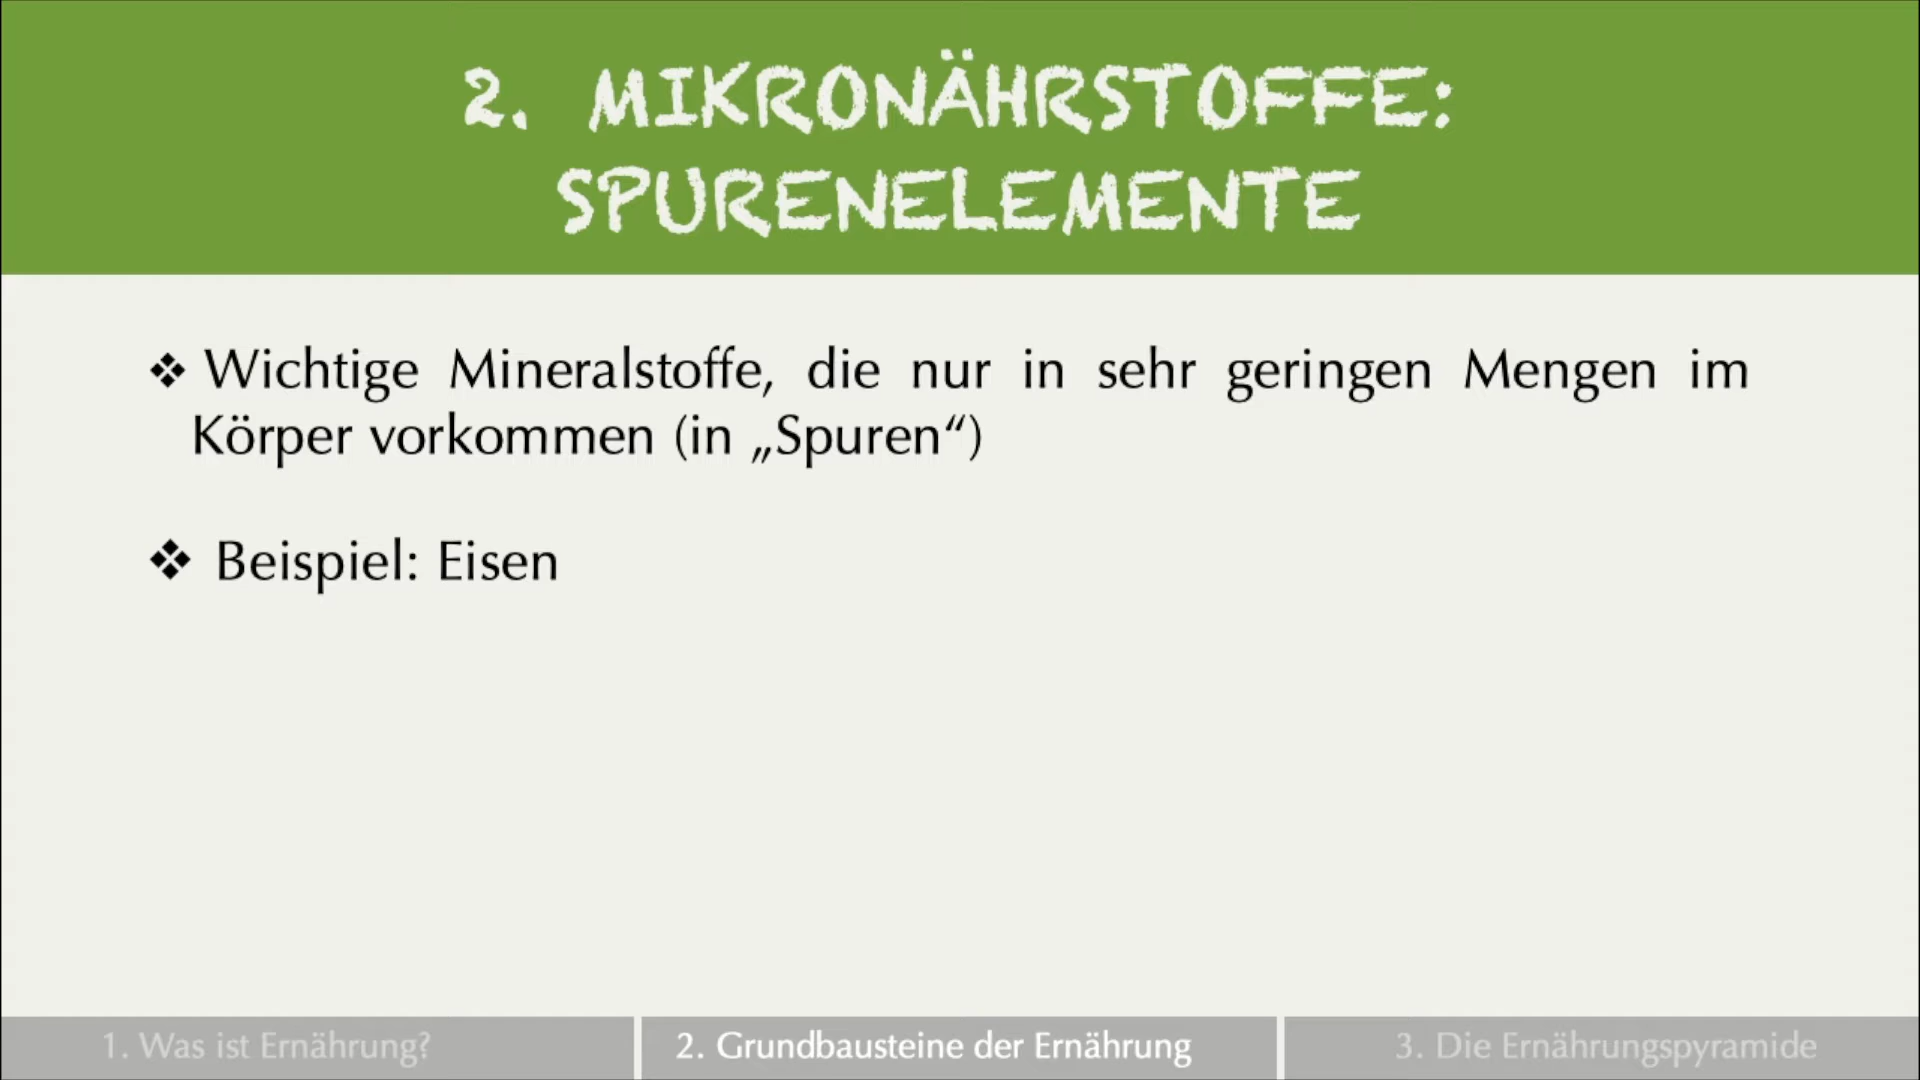 2. MIKRONÄHRSTOFFE:
SPURENELEMENTE
❖ Wichtige Mineralstoffe, die nur in sehr geringen Mengen im
Körper vorkommen (in „Spuren“)
❖ Beispiel: Eisen
1. Was ist Ernährung?
2. Grundbausteine der Ernährung
3. Die Ernährungspyramide